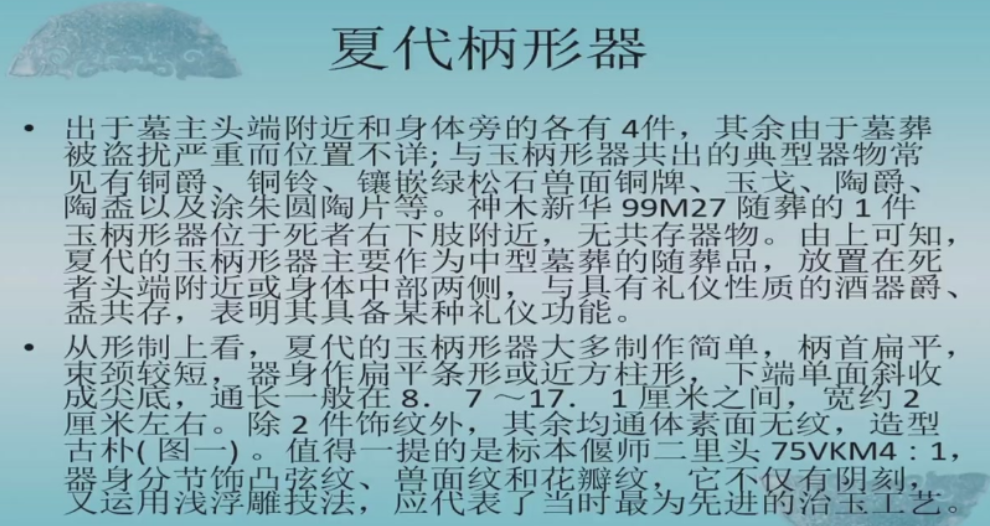 夏代柄形器
• 出于墓主头端附近和身体旁的各有 4件，其余由于墓葬
被盗扰严重而位置不详; 与玉柄形器共出的典型器物常
见有铜爵、铜铃、镶嵌绿松石兽面铜牌、玉戈、陶爵、
陶盉以及涂朱圆陶片等。神木新华 99M27 随葬的 1 件
玉柄形器位于死者右下肢附近，无共存器物。由上可知，
夏代的玉柄形器主要作为中型墓葬的随葬品，放置在死
者头端附近或身体中部两侧，与具有礼仪性质的酒器爵、
盉共存，表明其具备某种礼仪功能。
• 从形制上看，夏代的玉柄形器大多制作简单，柄首扁平，
束颈较短，器身作扁平条形或近方柱形，下端单面斜收
成尖底，通长一般在 8． 7 ～17． 1 厘米之间，宽约 2
厘米左右。除 2 件饰纹外，其余均通体素面无纹，造型
古朴( 图一) 。值得一提的是标本偃师二里头 75VKM4 : 1，
器身分节饰凸弦纹、兽面纹和花瓣纹，它不仅有阴刻，
又运用浅浮雕技法，应代表了当时最为先进的治玉工艺。